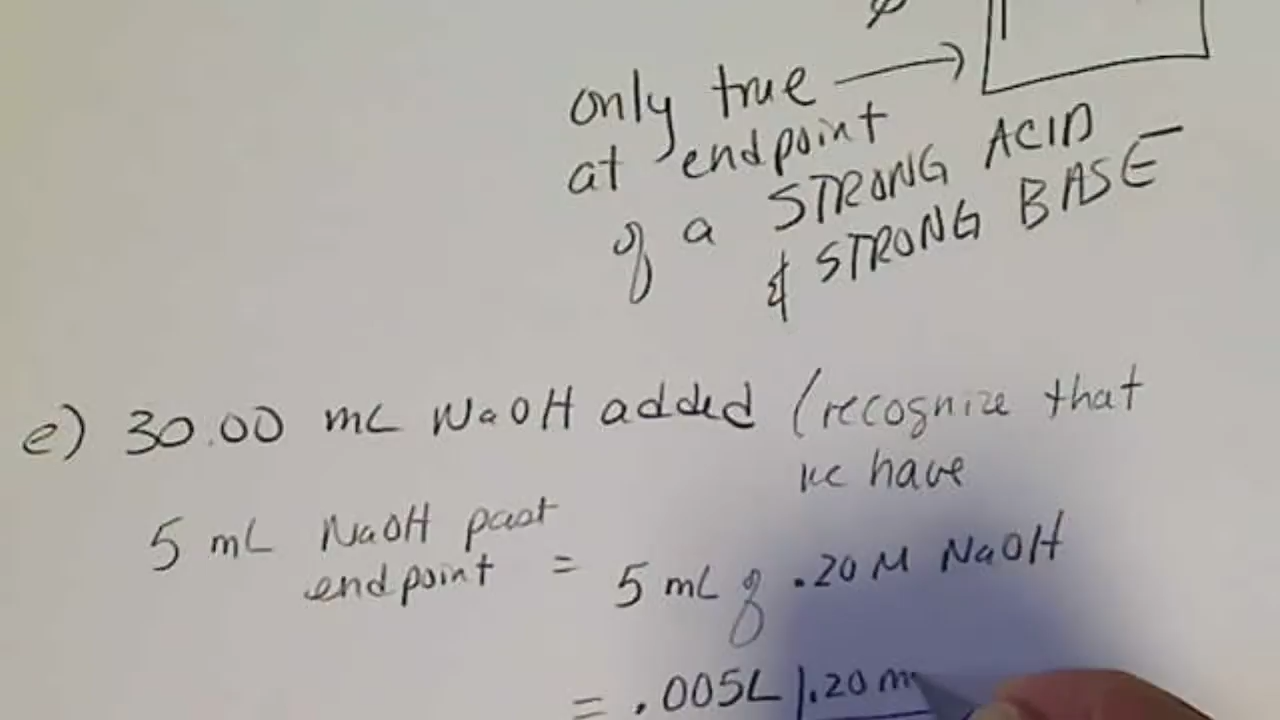 only true →
at endpoint
of a STRONG ACID
& STRONG BASE
e) 30.00 mL NaOH added (recognize that
we have
5 mL NaOH past
endpoint = 5 mL of .20 M NaOH
= .005L | .20 m